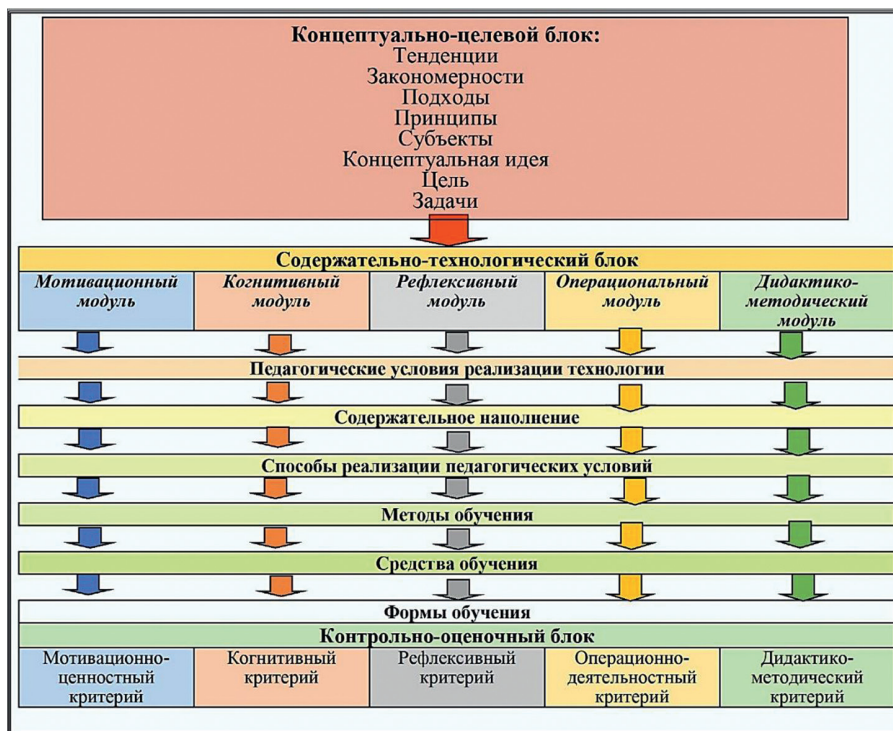 Концептуально-целевой блок:
Тенденции
Закономерности
Подходы
Принципы
Субъекты
Концептуальная идея
Цель
Задачи
Содержательно-технологический блок
Мотивационный
модуль
Когнитивный
модуль
Рефлексивный модуль
Операциональный
модуль
Дидактико-
методический
модуль
Педагогические условия реализации технологии
Содержательное наполнение
Способы реализации педагогических условий
Методы обучения
Средства обучения
Формы обучения
Контрольно-оценочный блок
Мотивационно-
ценностный
критерий
Когнитивный
критерий
Рефлексивный критерий
Операционно-
деятельностный
критерий
Дидактико-
методический
критерий